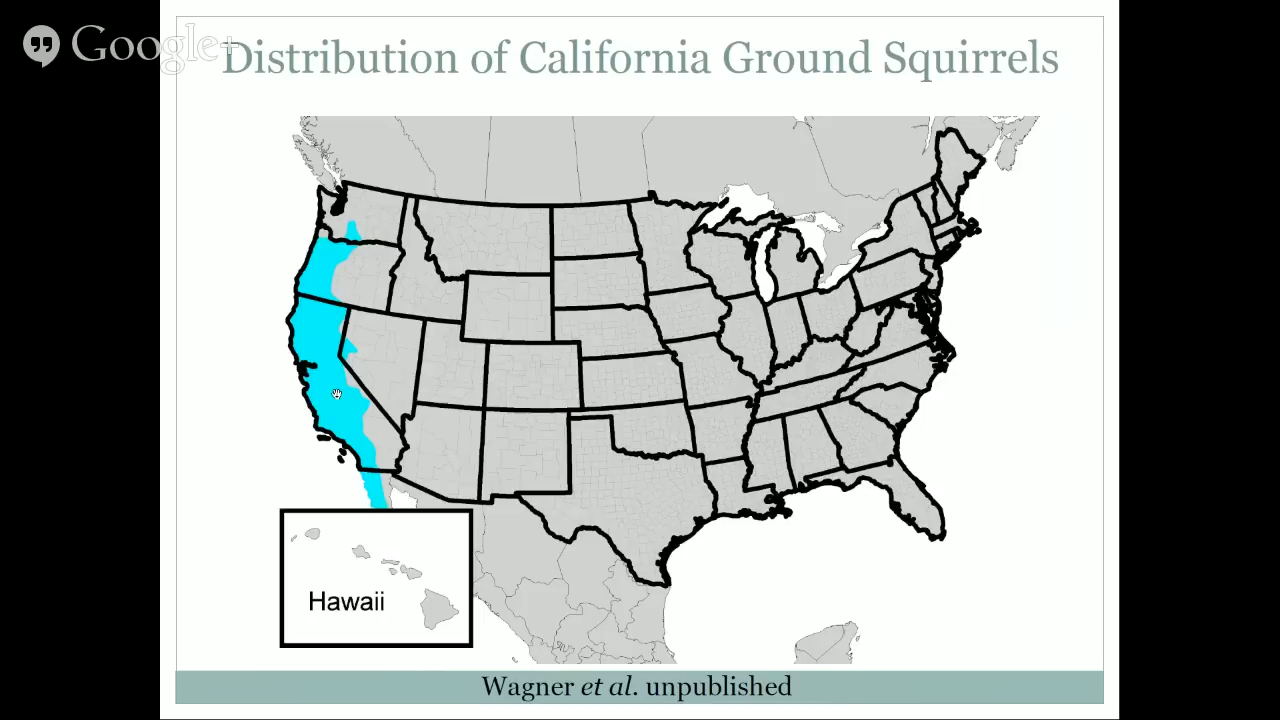 Google+
Distribution of California Ground Squirrels
Hawaii
Wagner et al. unpublished